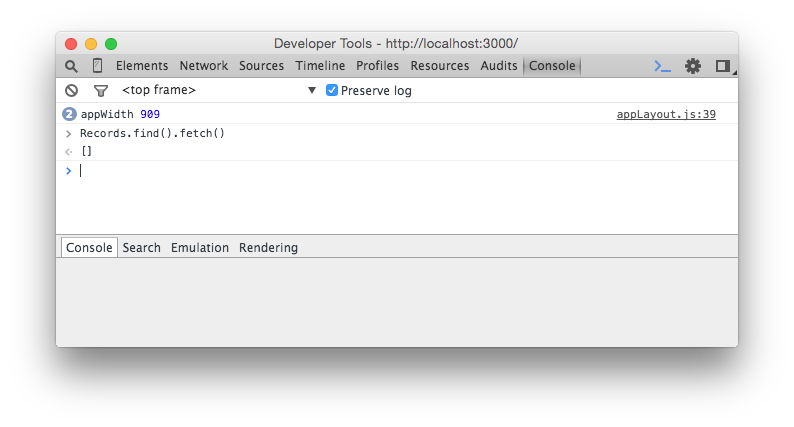 Developer Tools - http://localhost:3000/
Elements Network Sources Timeline Profiles Resources Audits Console
<top frame> Preserve log
2 appWidth 909 appLayout.js:39
> Records.find().fetch()
[]
>
Console Search Emulation Rendering